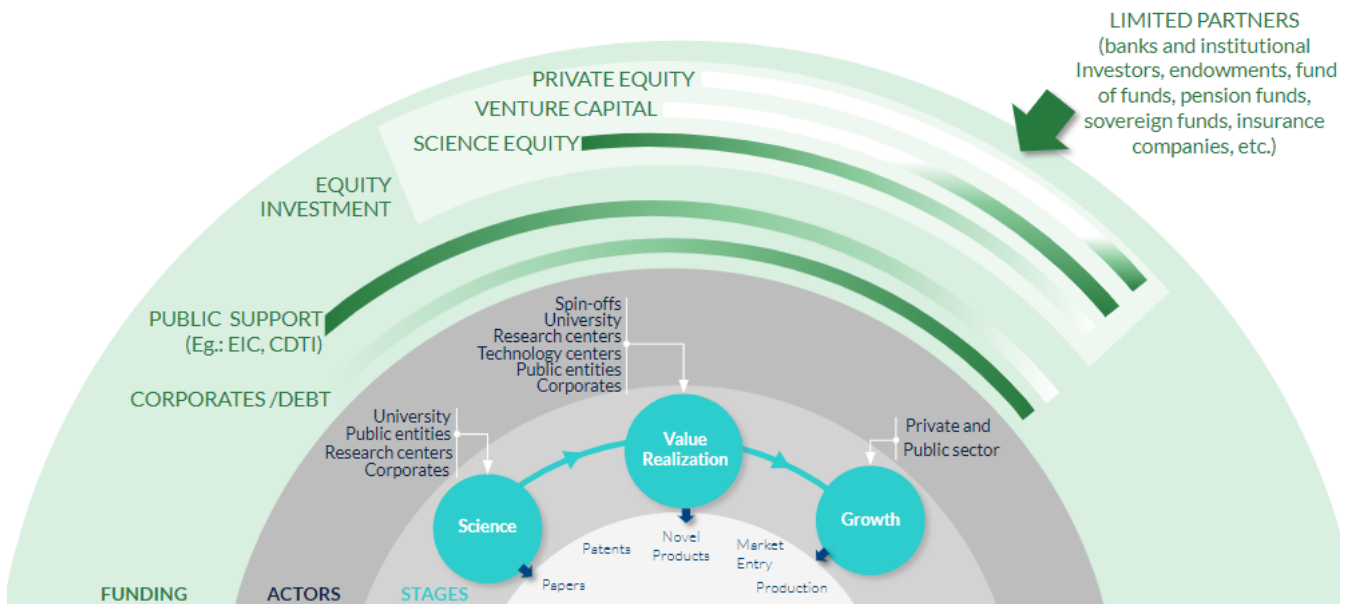 LIMITED PARTNERS
(banks and institutional
Investors, endowments, fund
of funds, pension funds,
sovereign funds, insurance
companies, etc.)
PRIVATE EQUITY
VENTURE CAPITAL
SCIENCE EQUITY
EQUITY
INVESTMENT
PUBLIC SUPPORT
(Eg.: EIC, CDTI)
CORPORATES /DEBT
Spin-offs
University
Research centers
Technology centers
Public entities
Corporates
University
Public entities
Research centers
Corporates
Private and
Public sector
Science
Value
Realization
Growth
Papers
Patents
Novel
Products
Market
Entry
Production
FUNDING
ACTORS
STAGES